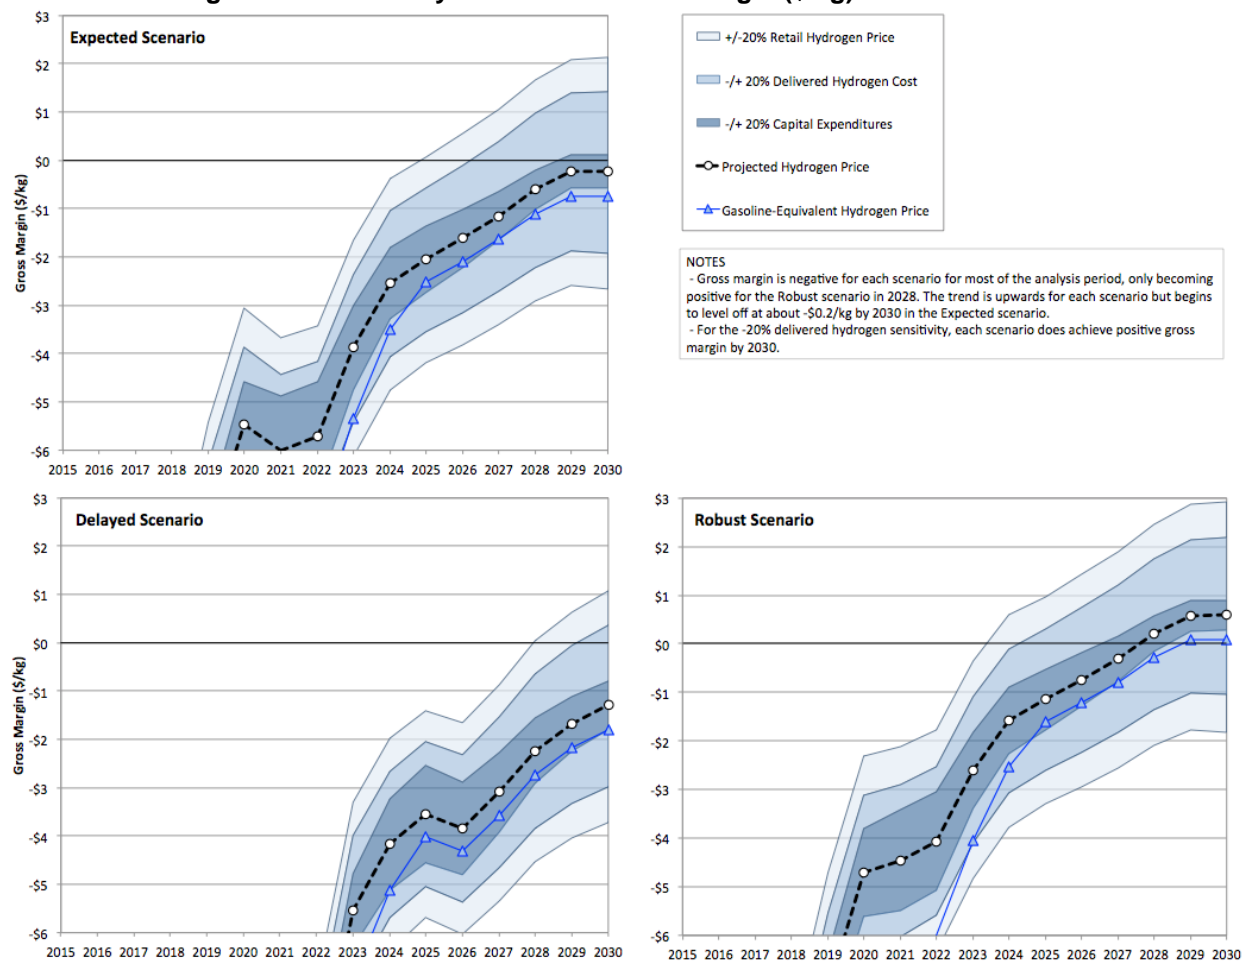 Expected Scenario
$3
$2
$1
$0
-$1
-$2
-$3
-$4
-$5
-$6
Gross Margin ($/kg)
2015 2016 2017 2018 2019 2020 2021 2022 2023 2024 2025 2026 2027 2028 2029 2030
+/-20% Retail Hydrogen Price
-/+ 20% Delivered Hydrogen Cost
-/+ 20% Capital Expenditures
Projected Hydrogen Price
Gasoline-Equivalent Hydrogen Price
NOTES
- Gross margin is negative for each scenario for most of the analysis period, only becoming
positive for the Robust scenario in 2028. The trend is upwards for each scenario but begins
to level off at about -$0.2/kg by 2030 in the Expected scenario.
- For the -20% delivered hydrogen sensitivity, each scenario does achieve positive gross
margin by 2030.
Delayed Scenario
$3
$2
$1
$0
-$1
-$2
-$3
-$4
-$5
-$6
Gross Margin ($/kg)
2015 2016 2017 2018 2019 2020 2021 2022 2023 2024 2025 2026 2027 2028 2029 2030
Robust Scenario
$3
$2
$1
$0
-$1
-$2
-$3
-$4
-$5
-$6
2015 2016 2017 2018 2019 2020 2021 2022 2023 2024 2025 2026 2027 2028 2029 2030